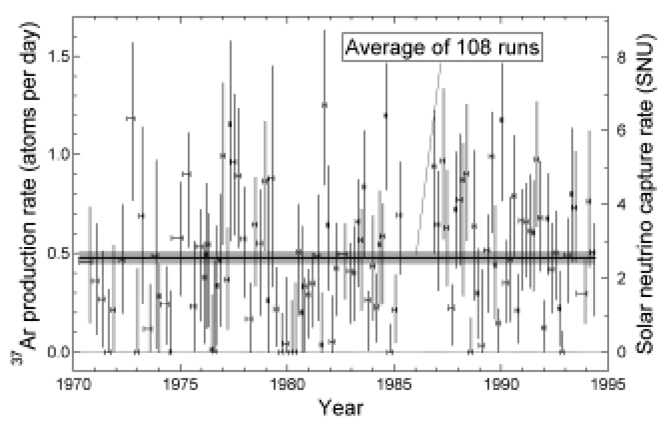 Average of 108 runs
³⁷Ar production rate (atoms per day)
Solar neutrino capture rate (SNU)
1.5
1.0
0.5
0.0
8
6
4
2
0
1970 1975 1980 1985 1990 1995
Year